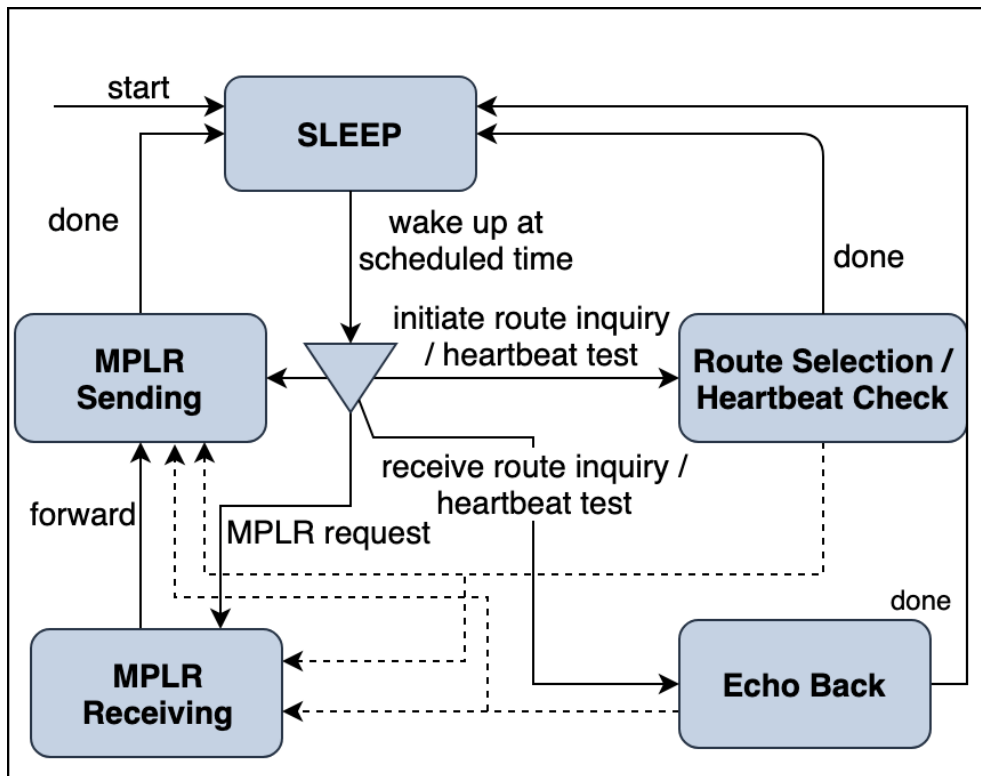 start
SLEEP
done
wake up at
scheduled time
done
initiate route inquiry
/ heartbeat test
MPLR
Sending
Route Selection /
Heartbeat Check
receive route inquiry /
heartbeat test
forward
MPLR request
done
MPLR
Receiving
Echo Back